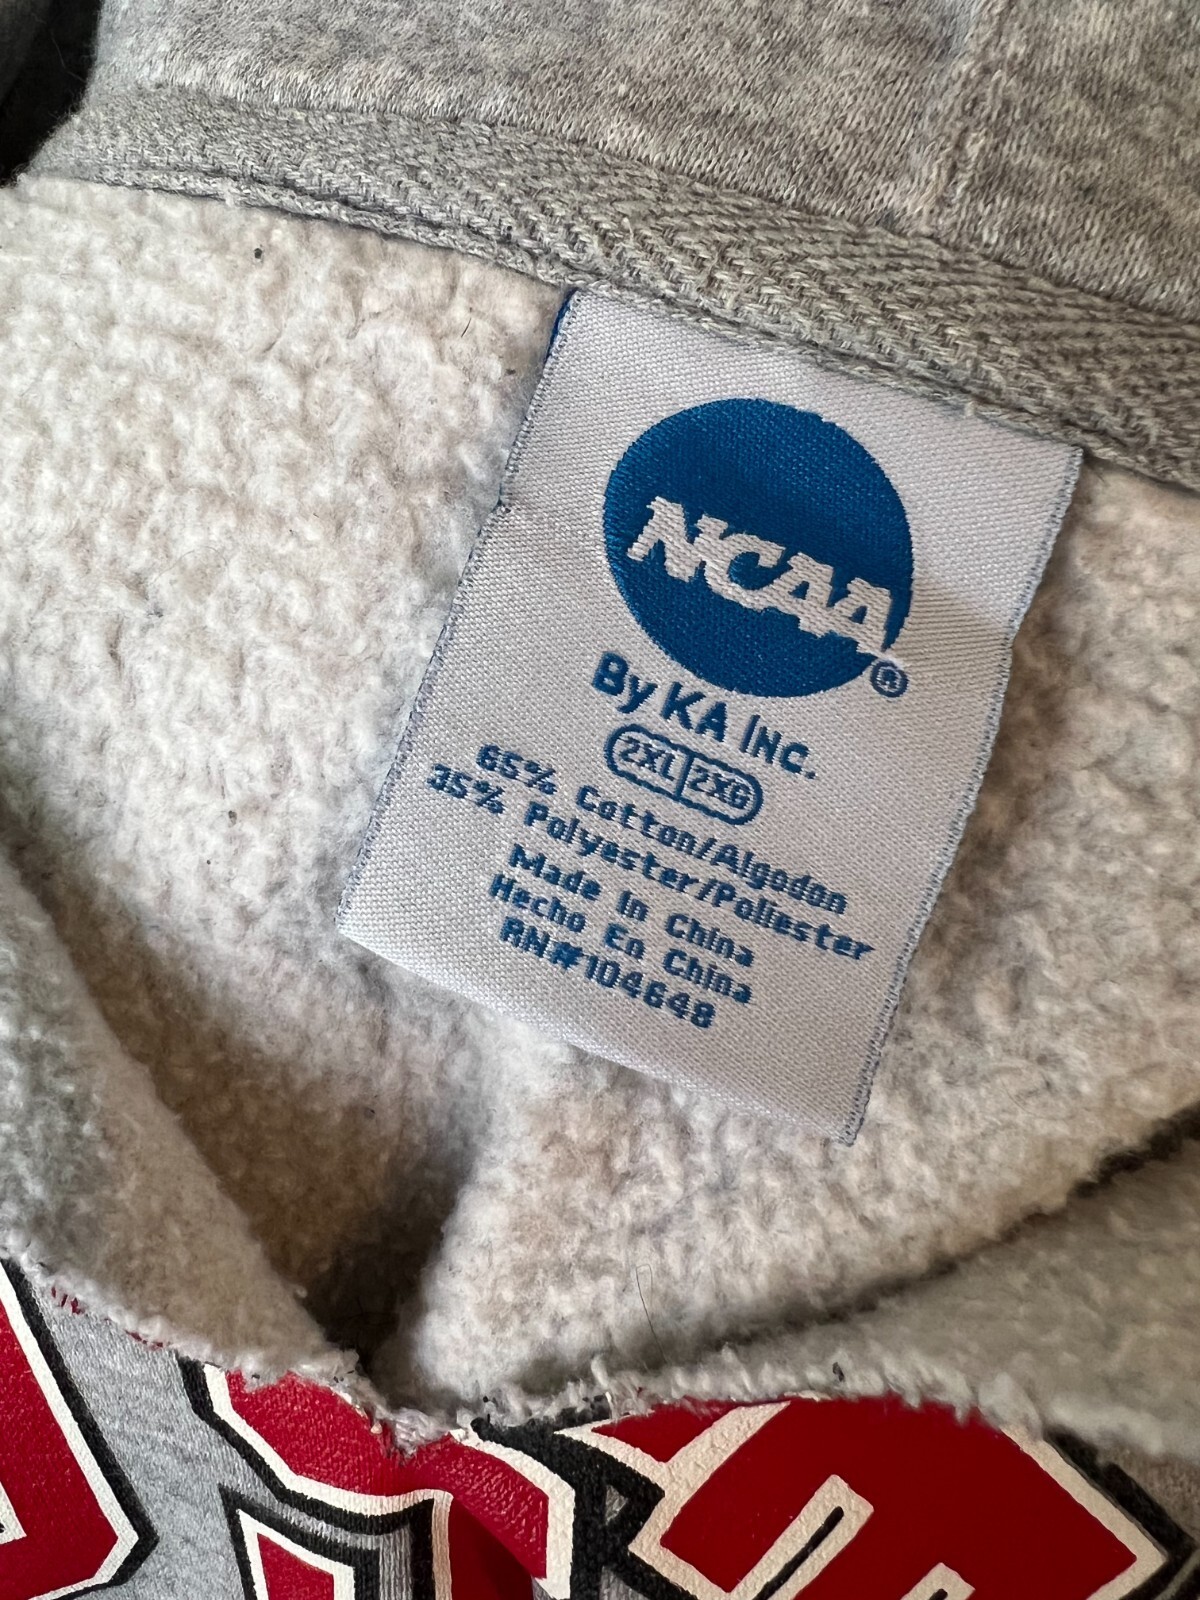 NCAA®
By KA Inc.
2XL 2XG
65% Cotton/Algodon
35% Polyester/Poliester
Made In China
Hecho En China
RN#104648